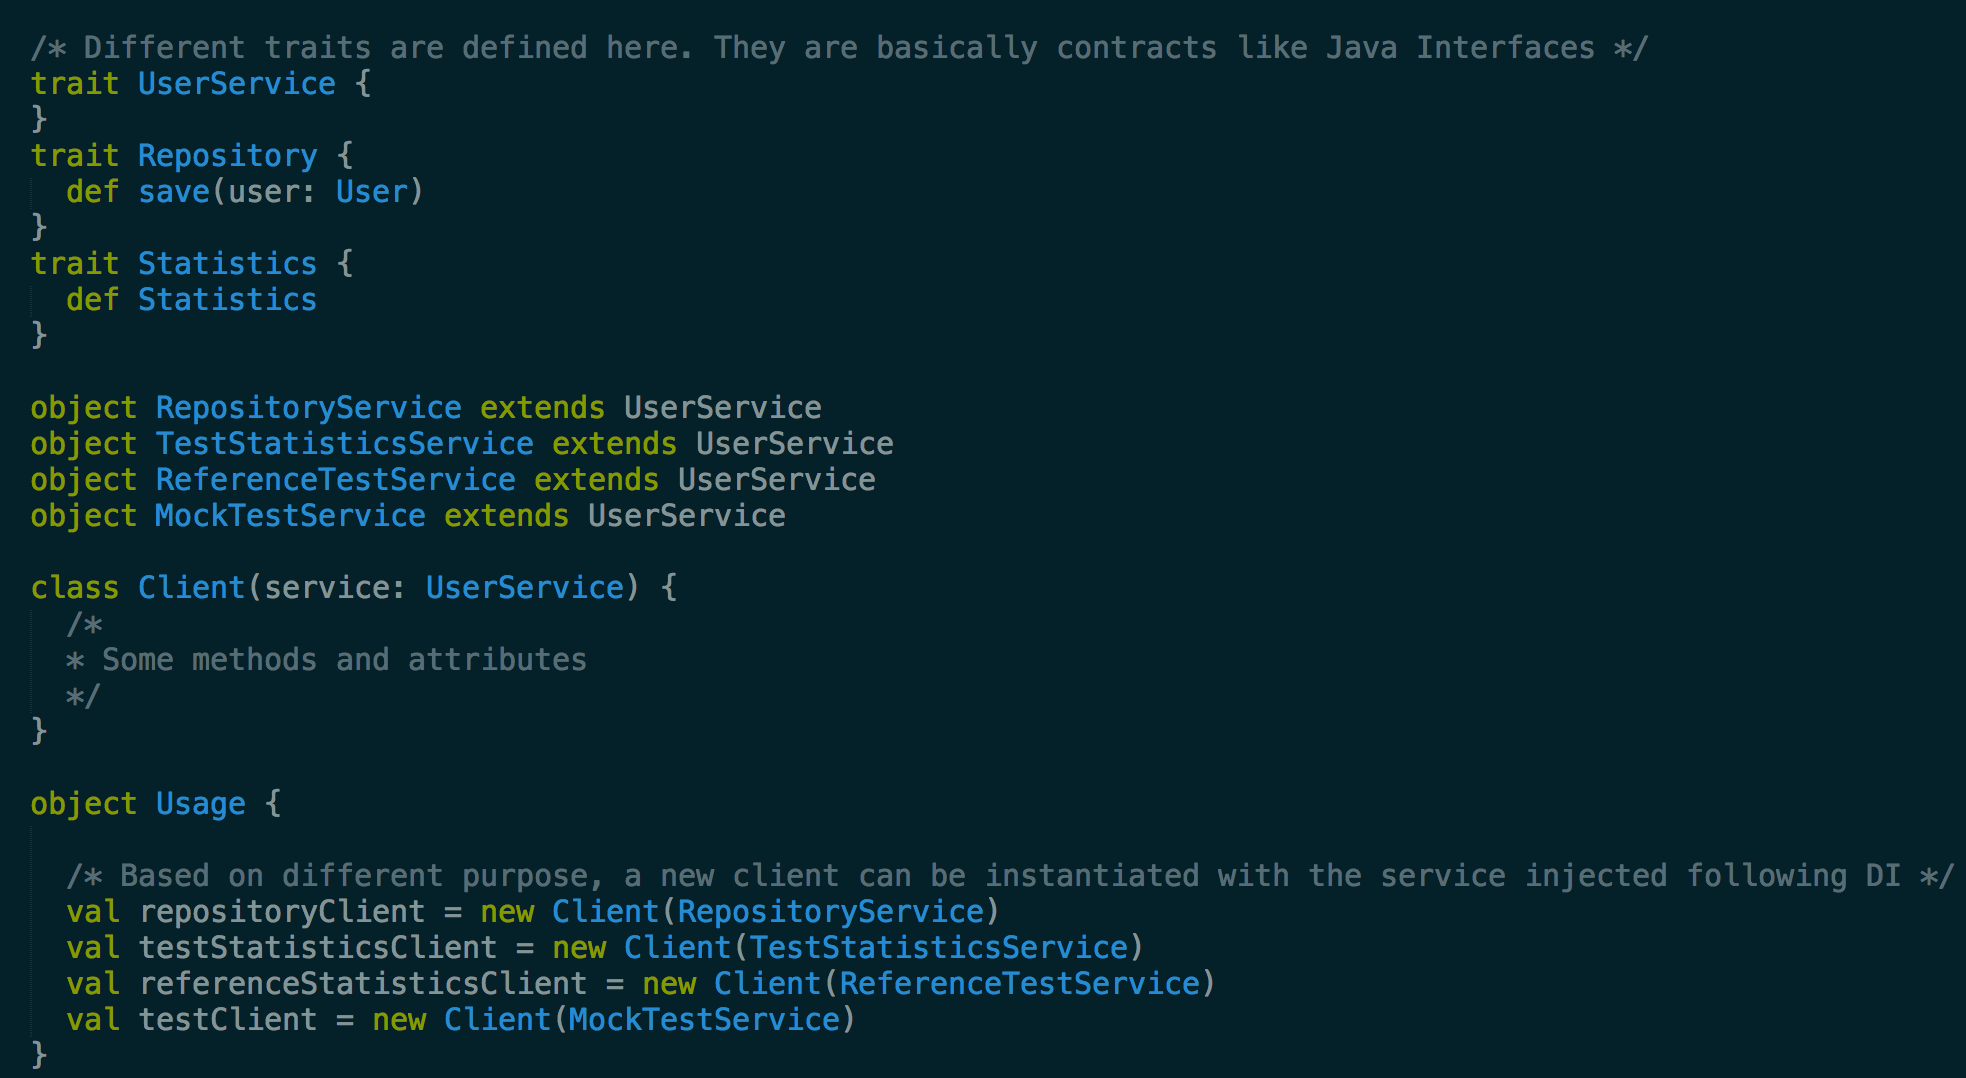 /* Different traits are defined here. They are basically contracts like Java Interfaces */
trait UserService {
}
trait Repository {
  def save(user: User)
}
trait Statistics {
  def Statistics
}

object RepositoryService extends UserService
object TestStatisticsService extends UserService
object ReferenceTestService extends UserService
object MockTestService extends UserService

class Client(service: UserService) {
  /*
  * Some methods and attributes
  */
}

object Usage {

  /* Based on different purpose, a new client can be instantiated with the service injected following DI */
  val repositoryClient = new Client(RepositoryService)
  val testStatisticsClient = new Client(TestStatisticsService)
  val referenceStatisticsClient = new Client(ReferenceTestService)
  val testClient = new Client(MockTestService)
}